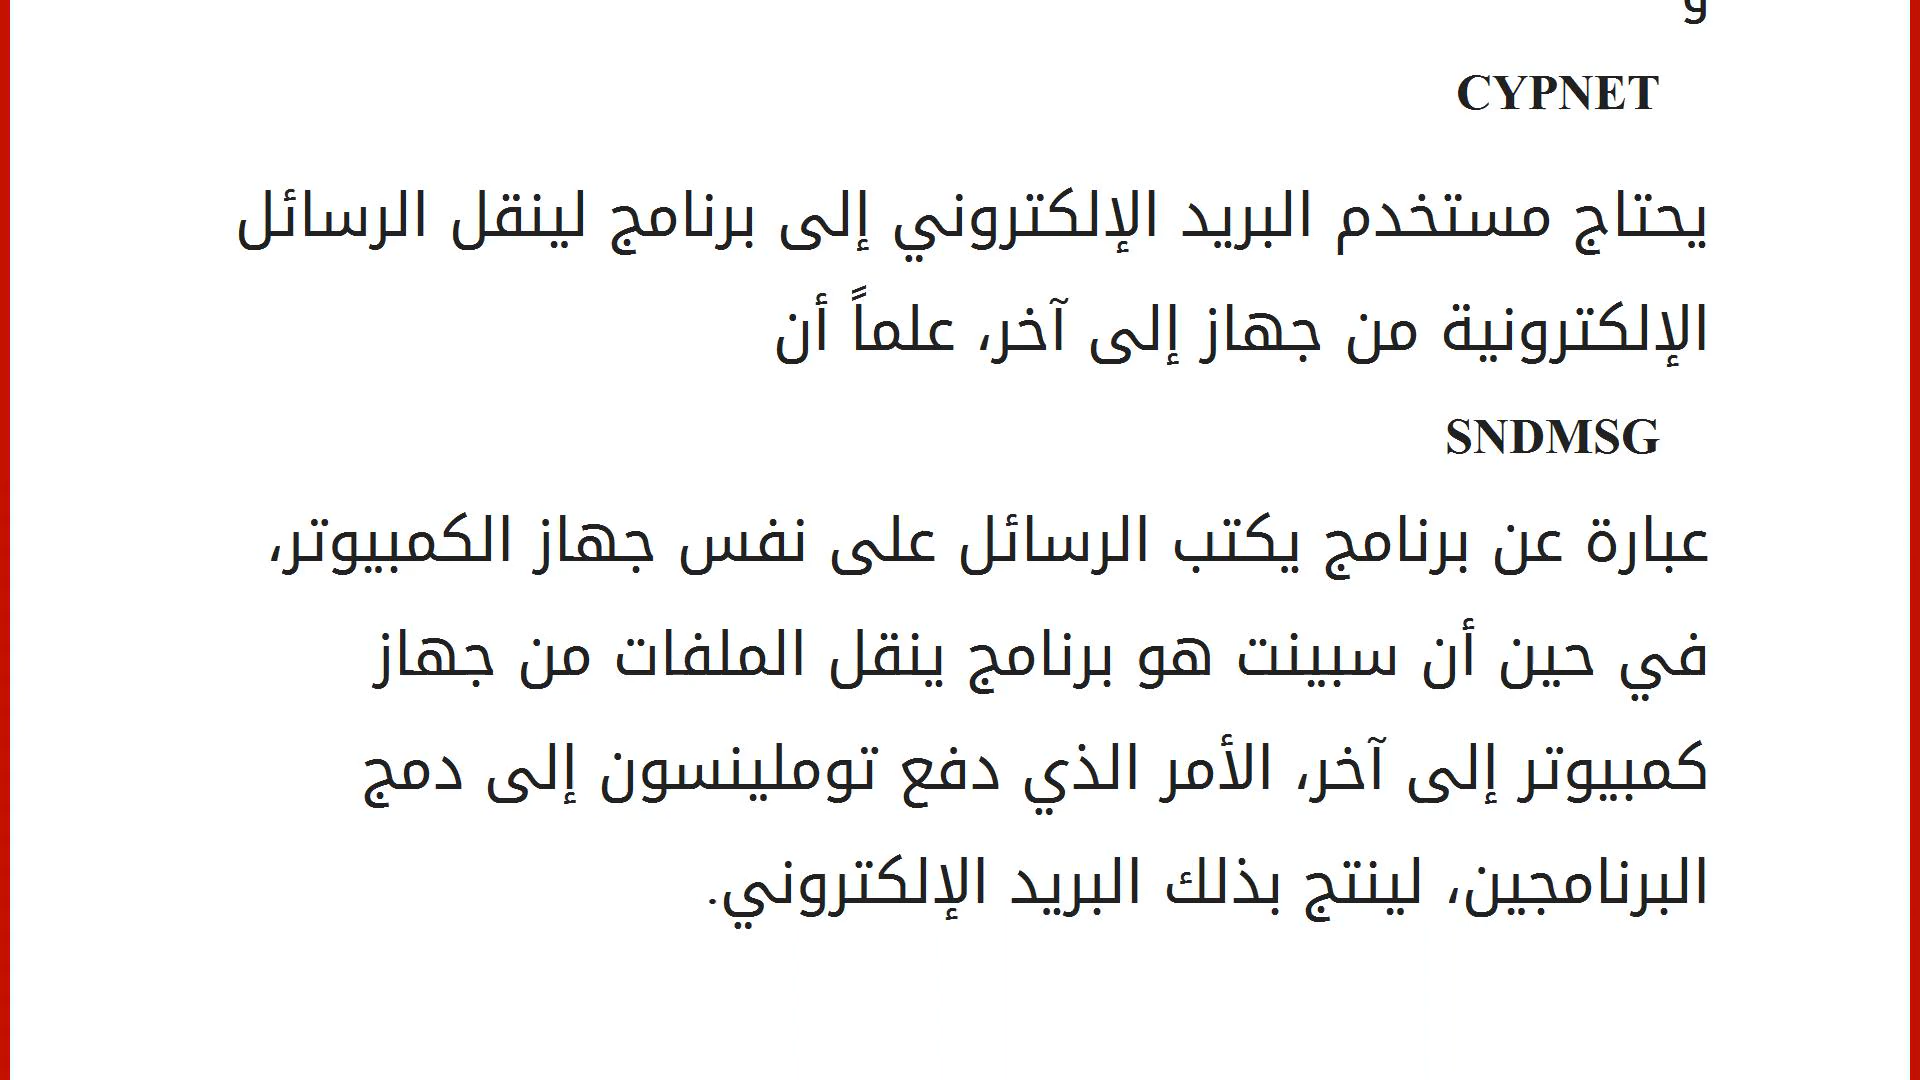 و
CYPNET
يحتاج مستخدم البريد الإلكتروني إلى برنامج لينقل الرسائل
الإلكترونية من جهاز إلى آخر، علماً أن
SNDMSG
عبارة عن برنامج يكتب الرسائل على نفس جهاز الكمبيوتر،
في حين أن سبينت هو برنامج ينقل الملفات من جهاز
كمبيوتر إلى آخر، الأمر الذي دفع توملينسون إلى دمج
البرنامجين، لينتج بذلك البريد الإلكتروني.